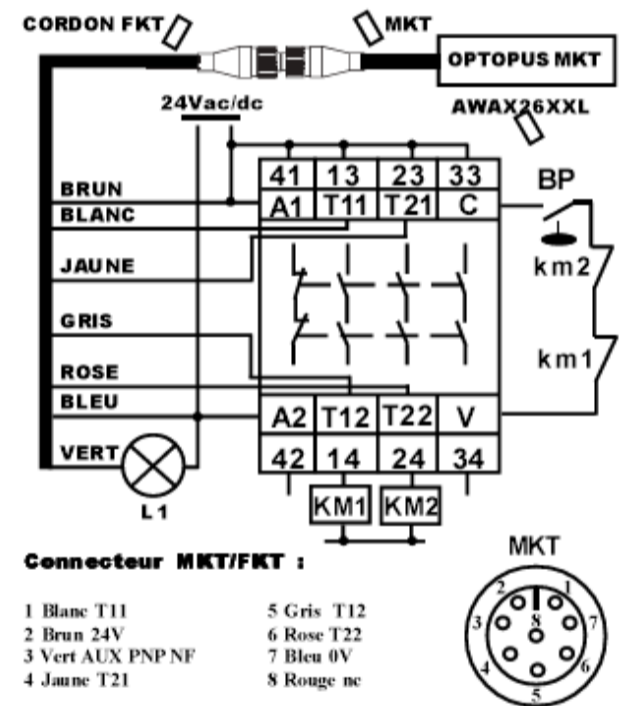 CORDON FKT
MKT
OPTOPUS MKT
AWAX26XXL
24Vac/dc
41 13 23 33
A1 T11 T21 C
BRUN
BLANC
JAUNE
GRIS
ROSE
BLEU
VERT
L1
BP
km2
km1
A2 T12 T22 V
42 14 24 34
KM1 KM2
Connecteur MKT/FKT :
1 Blanc T11
2 Brun 24V
3 Vert AUX PNP NF
4 Jaune T21
5 Gris T12
6 Rose T22
7 Bleu 0V
8 Rouge nc
MKT
2 1
3 8 7
4 6
5